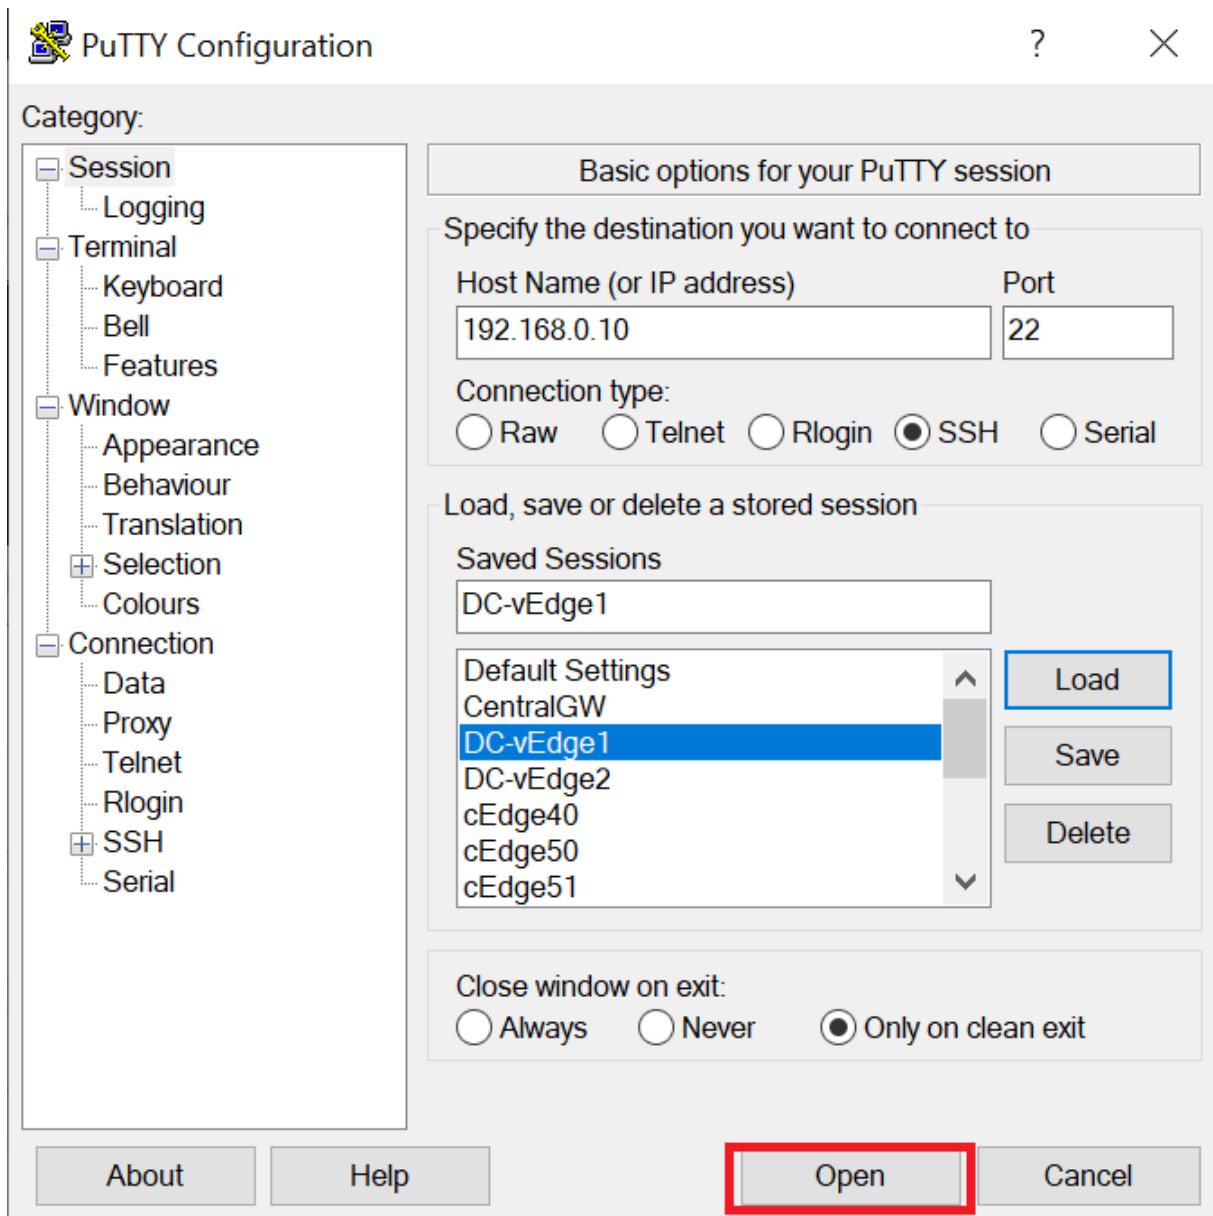 PuTTY Configuration
?
Category:
Session
Logging
Terminal
Keyboard
Bell
Features
Window
Appearance
Behaviour
Translation
Selection
Colours
Connection
Data
Proxy
Telnet
Rlogin
SSH
Serial
Basic options for your PuTTY session
Specify the destination you want to connect to
Host Name (or IP address) Port
192.168.0.10 22
Connection type:
Raw Telnet Rlogin SSH Serial
Load, save or delete a stored session
Saved Sessions
DC-vEdge1
Default Settings
CentralGW
DC-vEdge1
DC-vEdge2
cEdge40
cEdge50
cEdge51
Load
Save
Delete
Close window on exit:
Always Never Only on clean exit
About Help Open Cancel